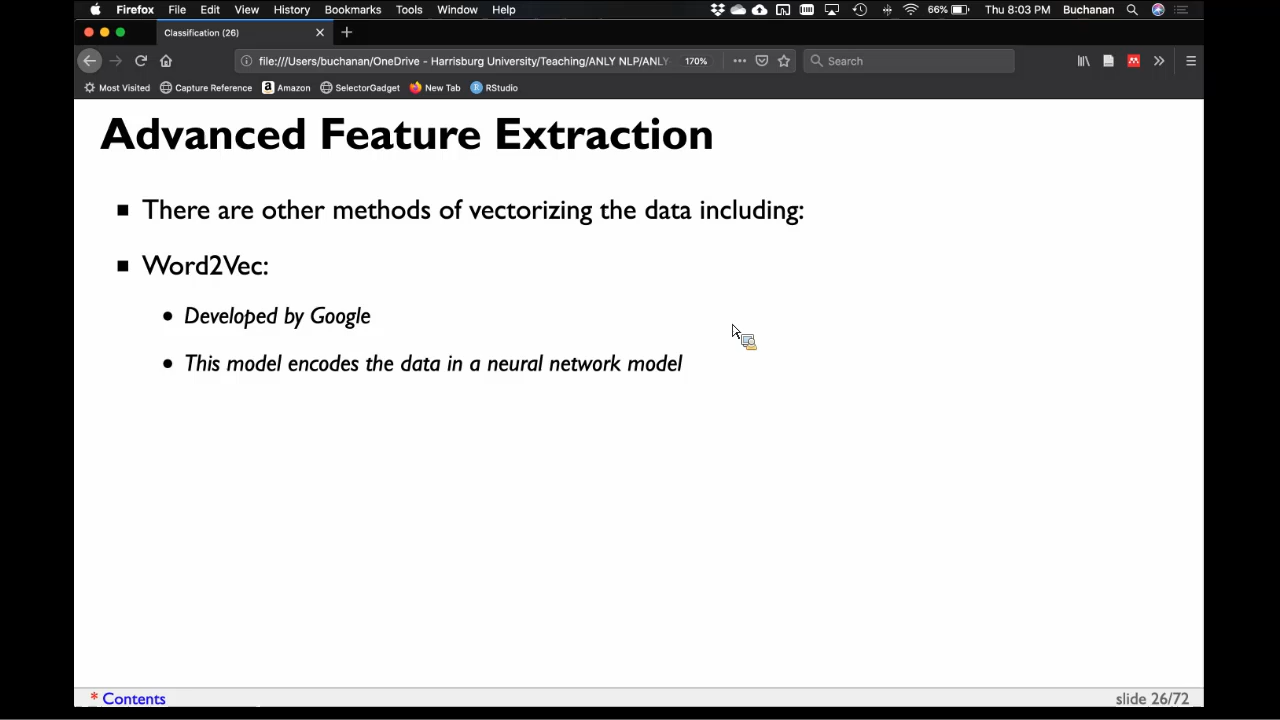 Firefox File Edit View History Bookmarks Tools Window Help 66% Thu 8:03 PM Buchanan
Classification (26)
file:///Users/buchanan/OneDrive - Harrisburg University/Teaching/ANLY NLP/ANLY- 170% Search
Most Visited Capture Reference Amazon SelectorGadget New Tab RStudio
Advanced Feature Extraction
There are other methods of vectorizing the data including:
Word2Vec:
Developed by Google
This model encodes the data in a neural network model
* Contents slide 26/72